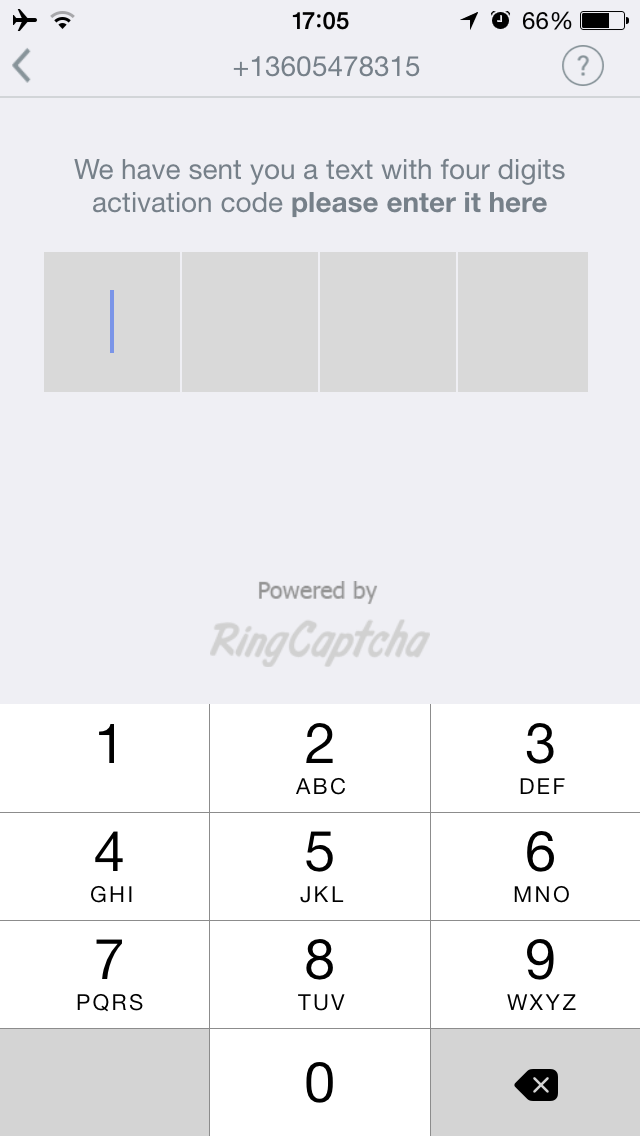 17:05 66%
+13605478315 ?
We have sent you a text with four digits
activation code please enter it here
Powered by
RingCaptcha
1 2 3
ABC DEF
4 5 6
GHI JKL MNO
7 8 9
PQRS TUV WXYZ
0